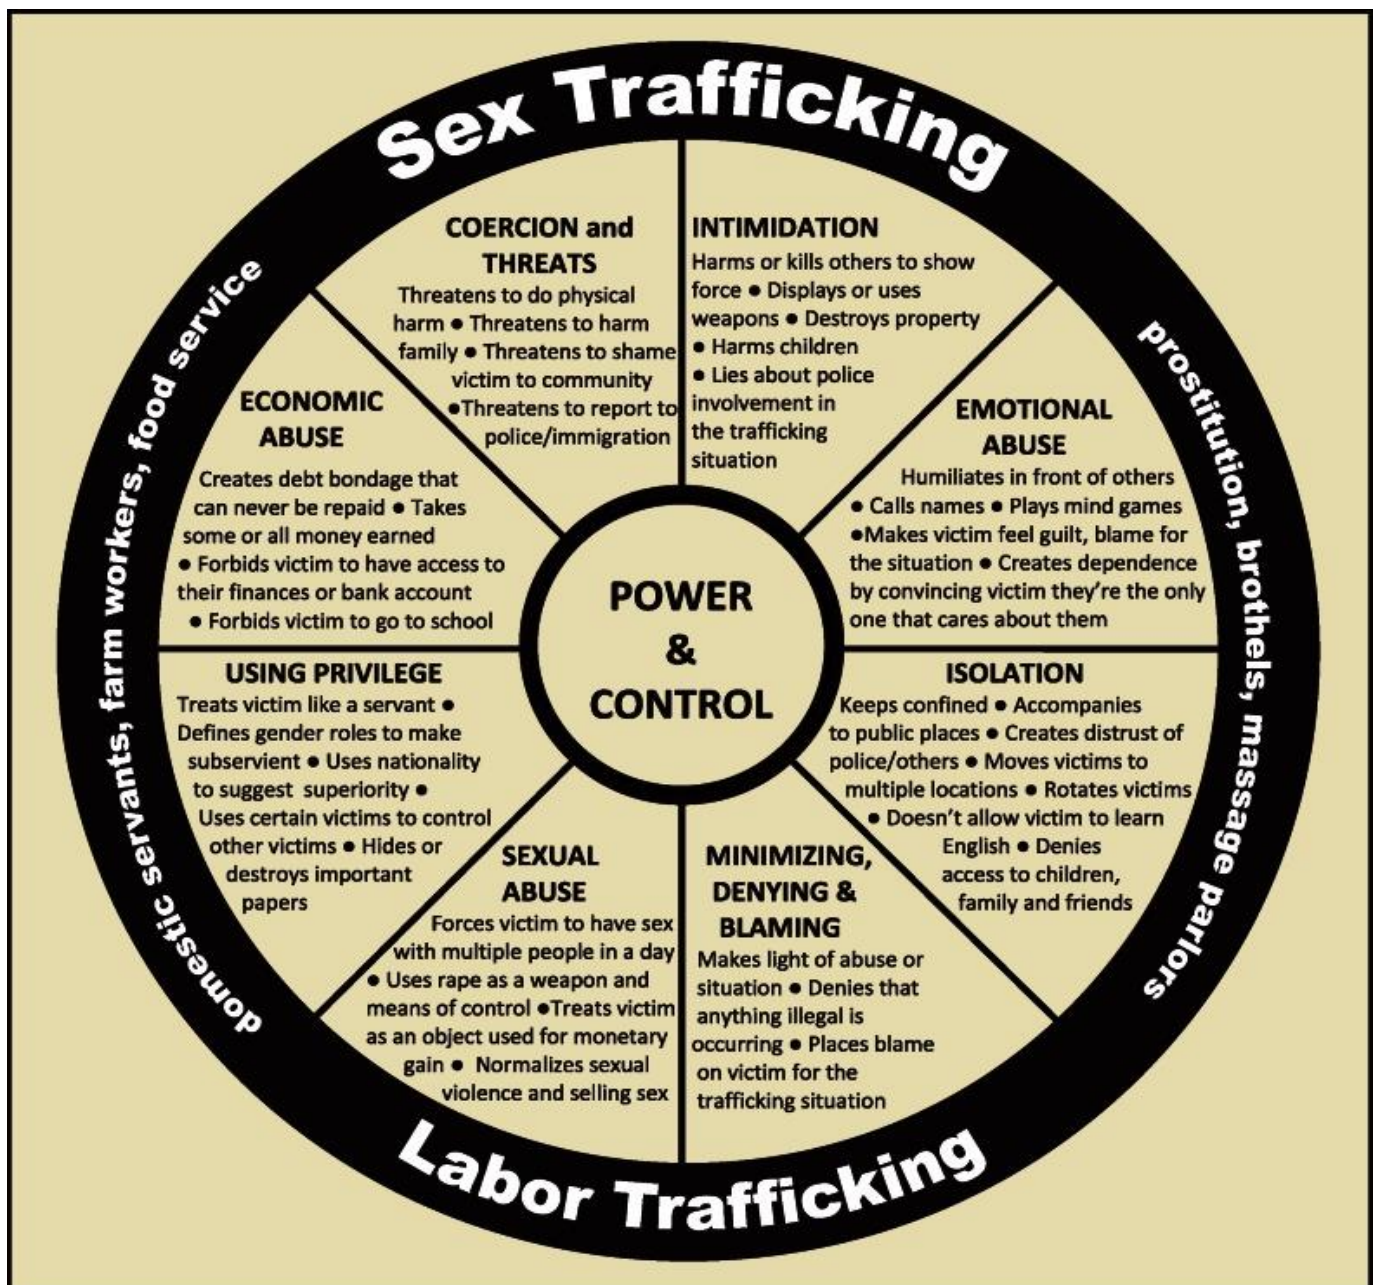 Sex Trafficking
COERCION and
THREATS
Threatens to do physical
harm ● Threatens to harm
family ● Threatens to shame
victim to community
●Threatens to report to
police/immigration
INTIMIDATION
Harms or kills others to show
force ● Displays or uses
weapons ● Destroys property
● Harms children
● Lies about police
involvement in
the trafficking
situation
EMOTIONAL
ABUSE
Humiliates in front of others
● Calls names ● Plays mind games
●Makes victim feel guilt, blame for
the situation ● Creates dependence
by convincing victim they're the only
one that cares about them
ISOLATION
Keeps confined ● Accompanies
to public places ● Creates distrust of
police/others ● Moves victims to
multiple locations ● Rotates victims
● Doesn't allow victim to learn
English ● Denies
access to children,
family and friends
MINIMIZING,
DENYING &
BLAMING
Makes light of abuse or
situation ● Denies that
anything illegal is
occurring ● Places blame
on victim for the
trafficking situation
SEXUAL
ABUSE
Forces victim to have sex
with multiple people in a day
● Uses rape as a weapon and
means of control ●Treats victim
as an object used for monetary
gain ● Normalizes sexual
violence and selling sex
USING PRIVILEGE
Treats victim like a servant ●
Defines gender roles to make
subservient ● Uses nationality
to suggest superiority ●
Uses certain victims to control
other victims ● Hides or
destroys important
papers
ECONOMIC
ABUSE
Creates debt bondage that
can never be repaid ● Takes
some or all money earned
● Forbids victim to have access to
their finances or bank account
● Forbids victim to go to school
POWER
&
CONTROL
domestic servants, farm workers, food service
prostitution, brothels, massage parlors
Labor Trafficking